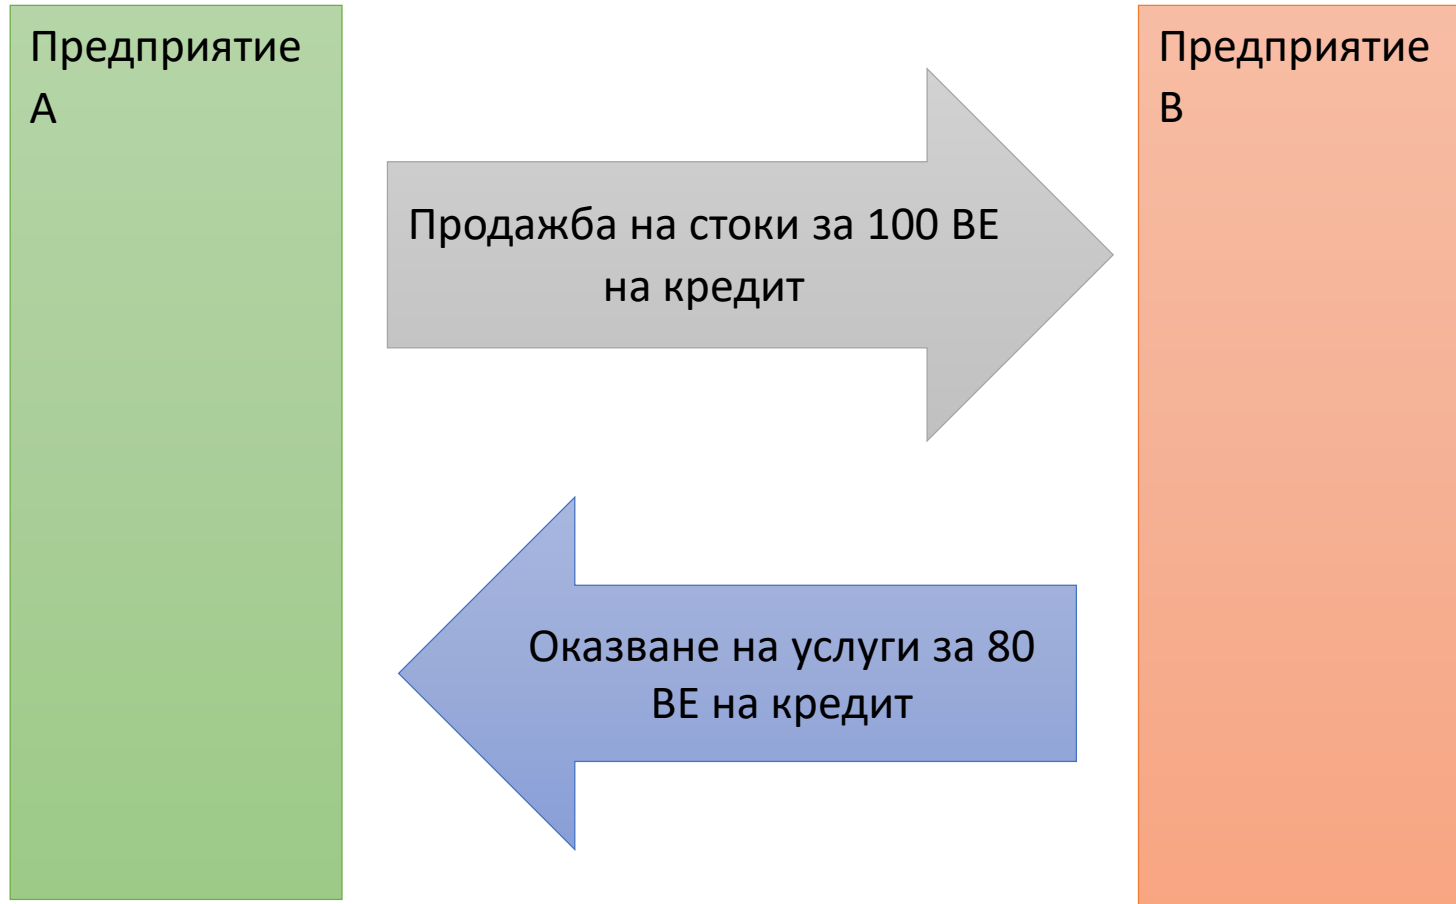 Предприятие
А
Предприятие
В
Продажба на стоки за 100 ВЕ
на кредит
Оказване на услуги за 80
ВЕ на кредит